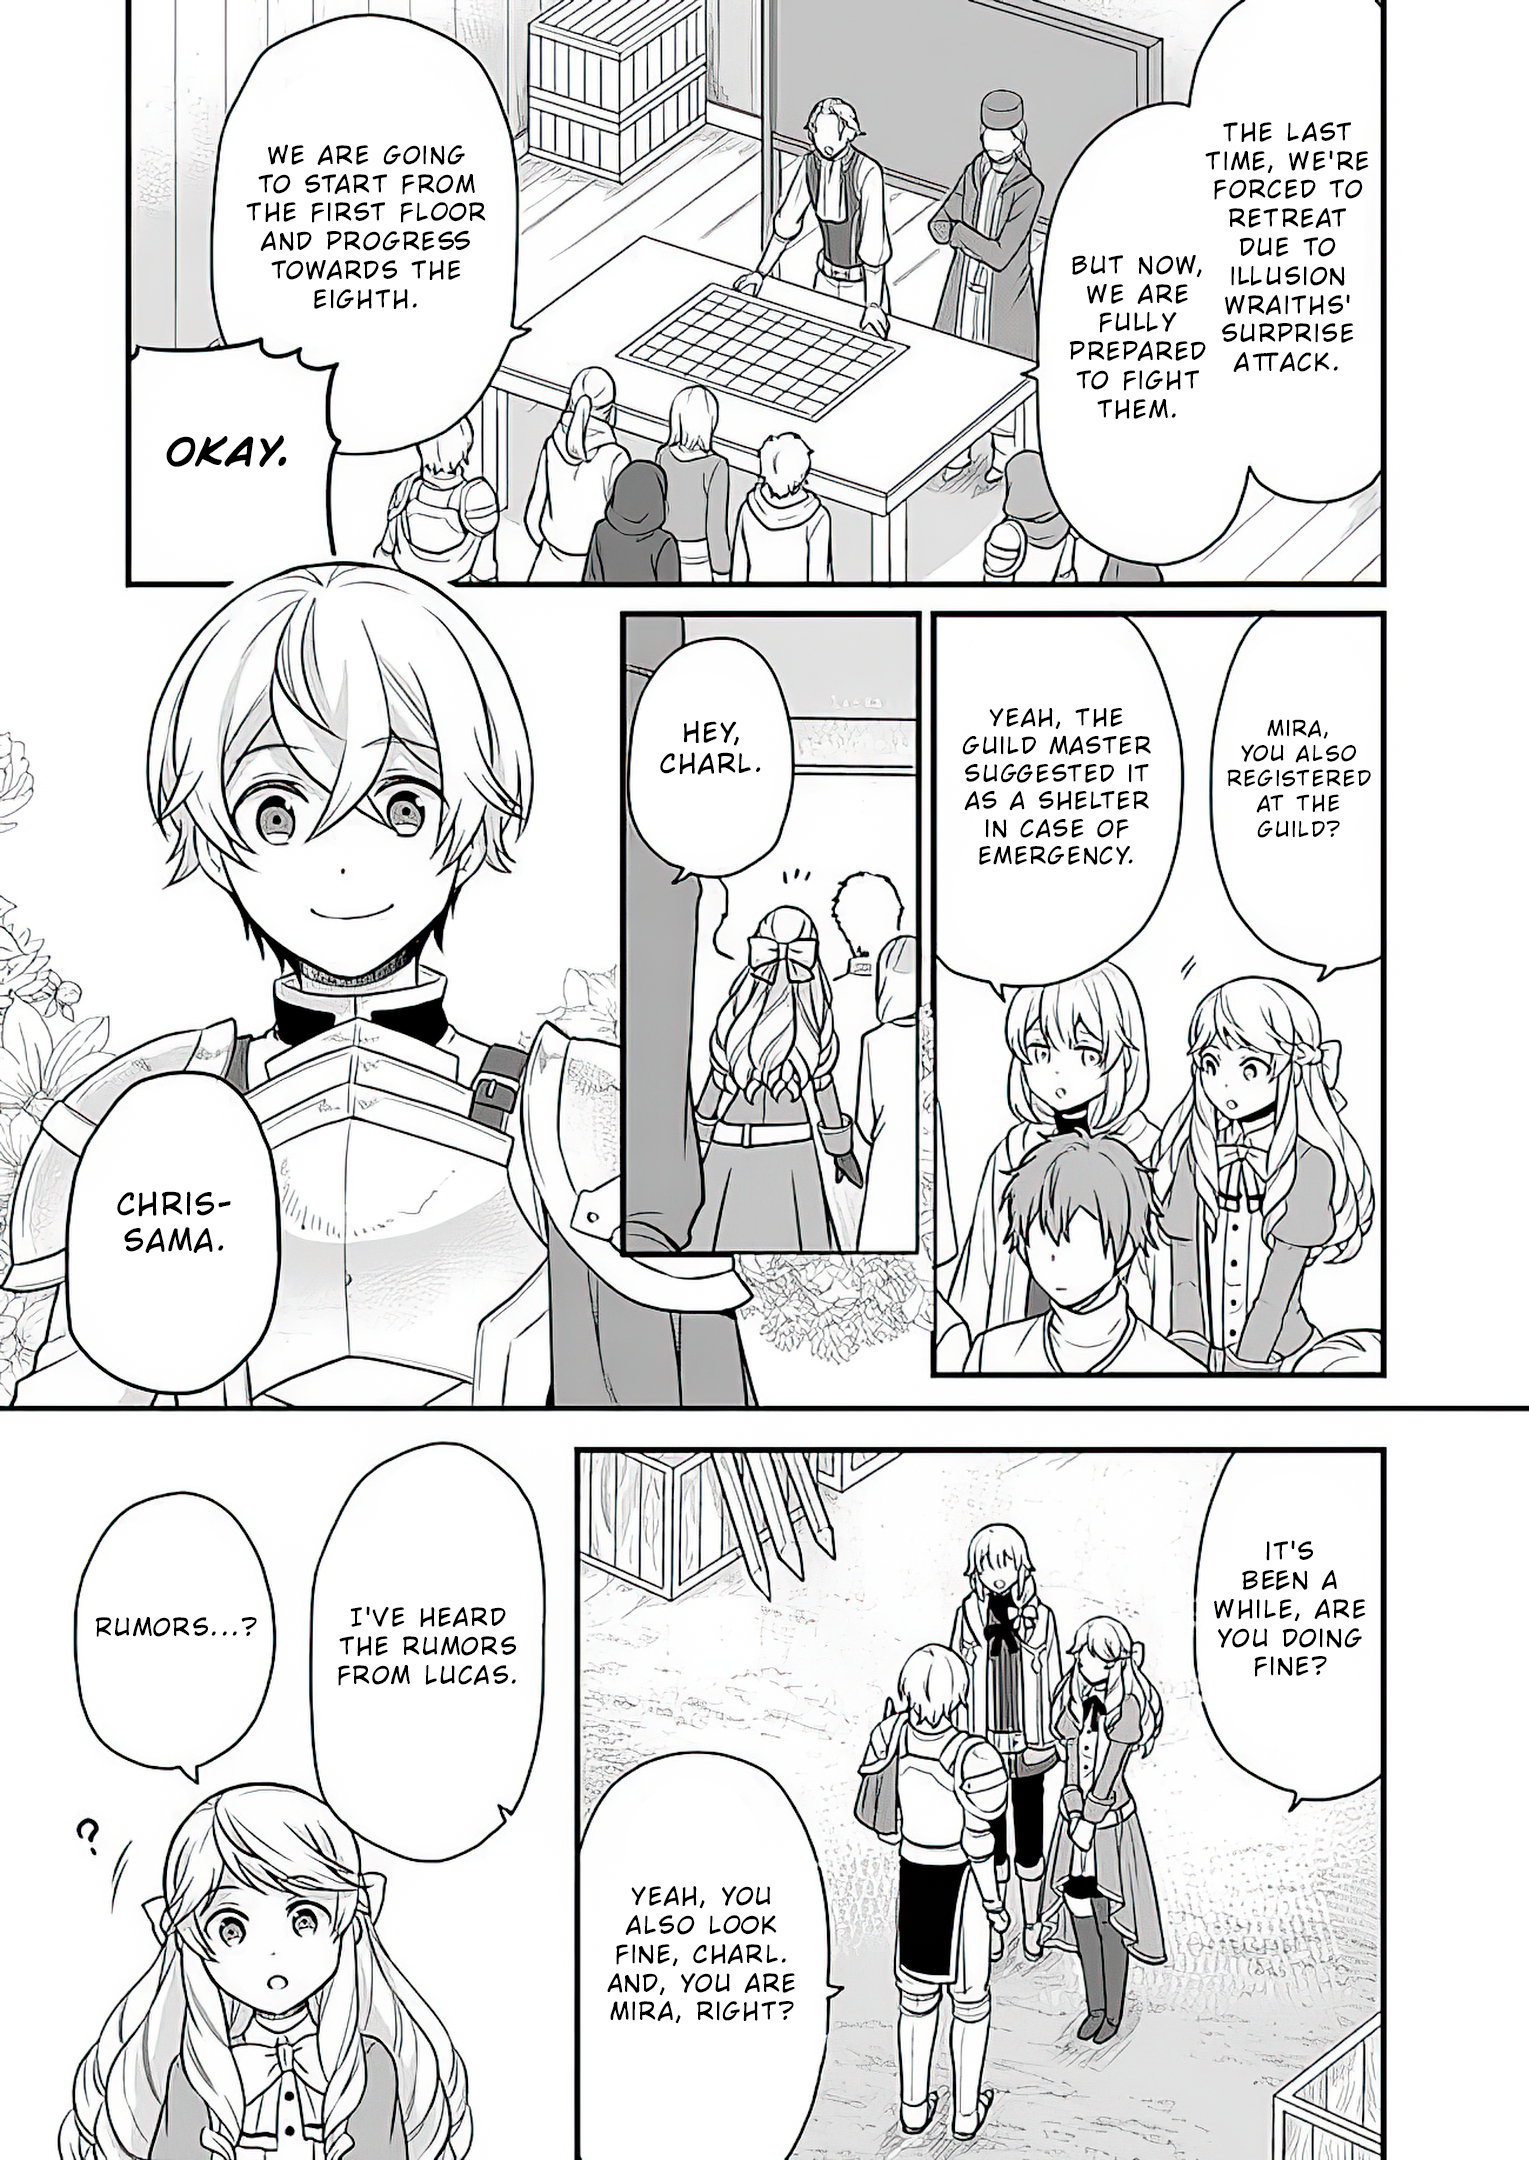 THE LAST
TIME, WE'RE
FORCED TO
RETREAT
DUE TO
ILLUSION
WRAITHS'
SURPRISE
ATTACK.
BUT NOW,
WE ARE
FULLY
PREPARED
TO FIGHT
THEM.
WE ARE GOING
TO START FROM
THE FIRST FLOOR
AND PROGRESS
TOWARDS THE
EIGHTH.
OKAY.
MIRA,
YOU ALSO
REGISTERED
AT THE
GUILD?
YEAH, THE
GUILD MASTER
SUGGESTED IT
AS A SHELTER
IN CASE OF
EMERGENCY.
HEY,
CHARL.
CHRIS-
SAMA.
IT'S
BEEN A
WHILE, ARE
YOU DOING
FINE?
YEAH, YOU
ALSO LOOK
FINE, CHARL.
AND, YOU ARE
MIRA, RIGHT?
I'VE HEARD
THE RUMORS
FROM LUCAS.
RUMORS...?
?